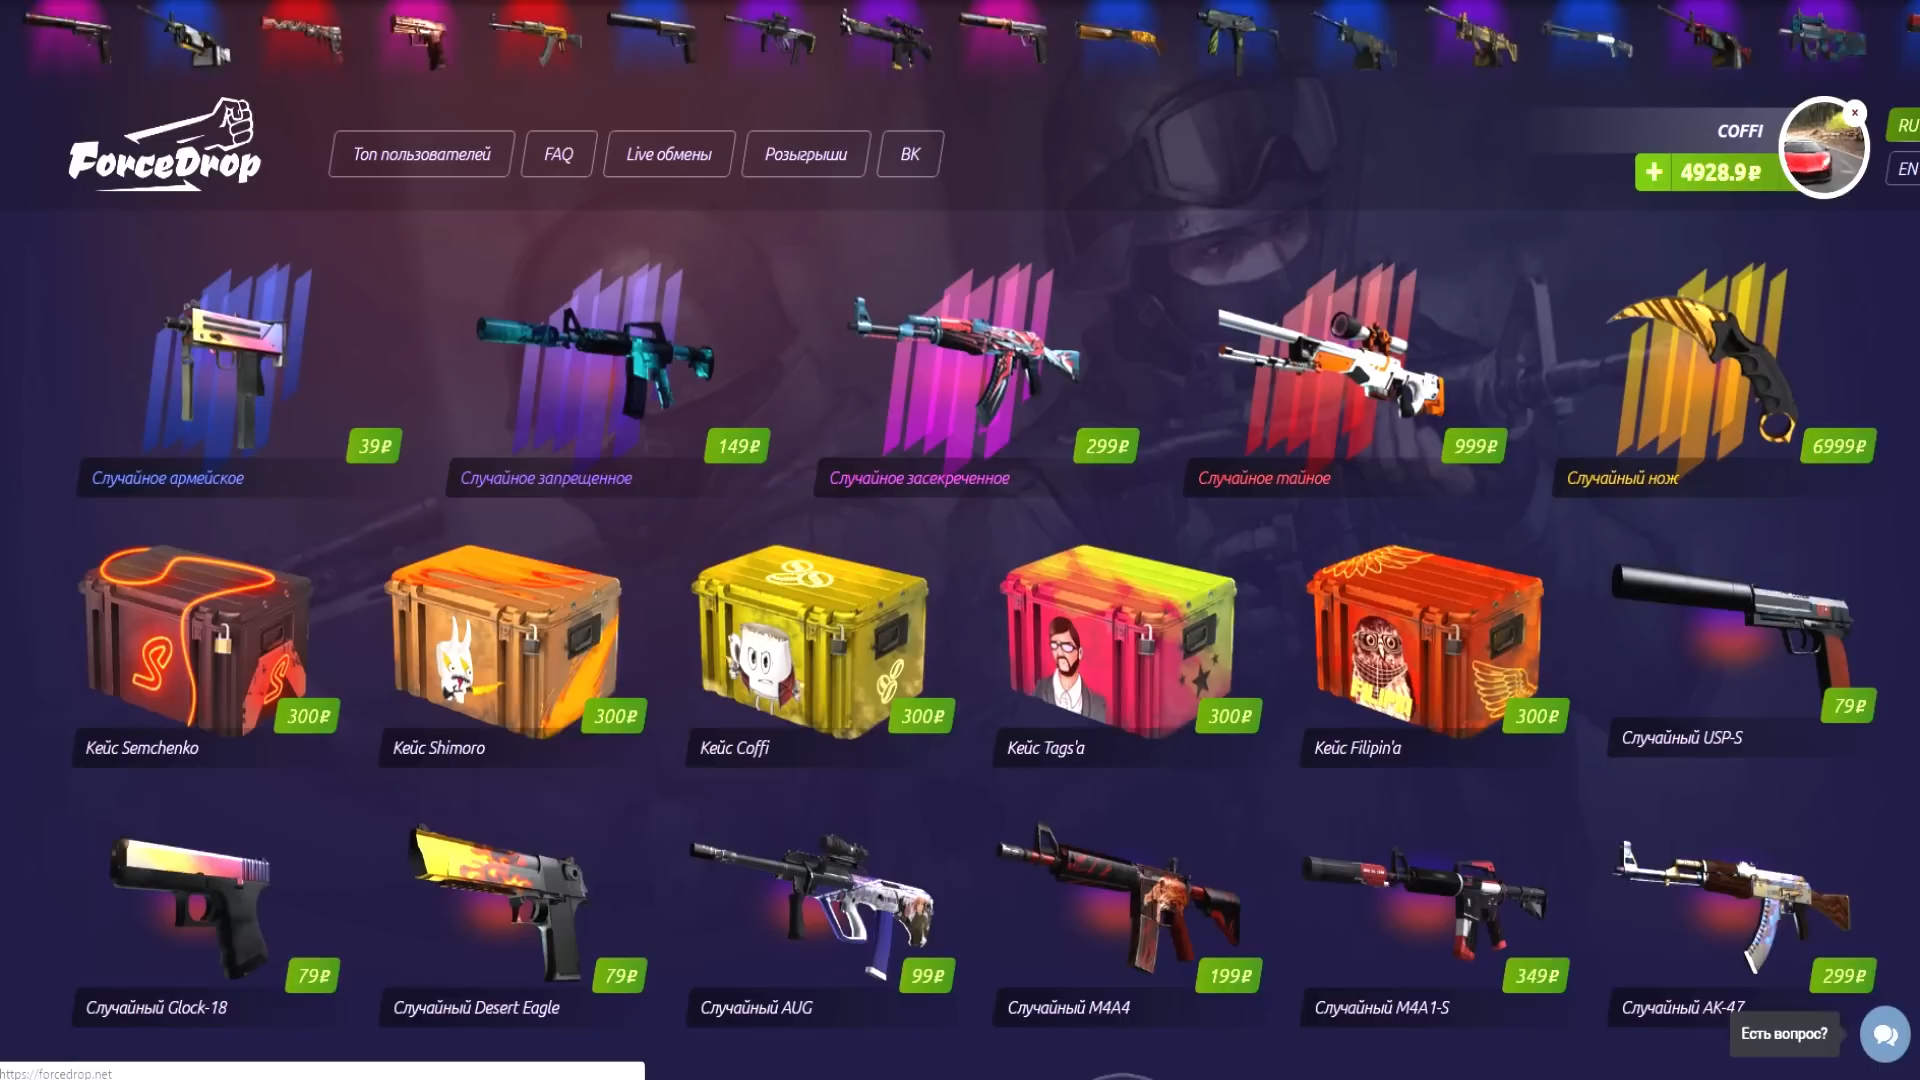 ForceDrop
Топ пользователей
FAQ
Live обмены
Розыгрыши
ВК
COFFI
x
RU
+ 4928.9₽
EN
39₽
149₽
299₽
999₽
6999₽
Случайное армейское
Случайное запрещенное
Случайное засекреченное
Случайное тайное
Случайный нож
S
S
300₽
300₽
300₽
300₽
300₽
79₽
Кейс Semchenko
Кейс Shimoro
Кейс Coffi
Кейс Tags'a
Кейс Filipin'a
Случайный USP-S
79₽
79₽
99₽
199₽
349₽
299₽
Случайный Glock-18
Случайный Desert Eagle
Случайный AUG
Случайный M4A4
Случайный M4A1-S
Случайный AK-47
Есть вопрос?
https://forcedrop.net